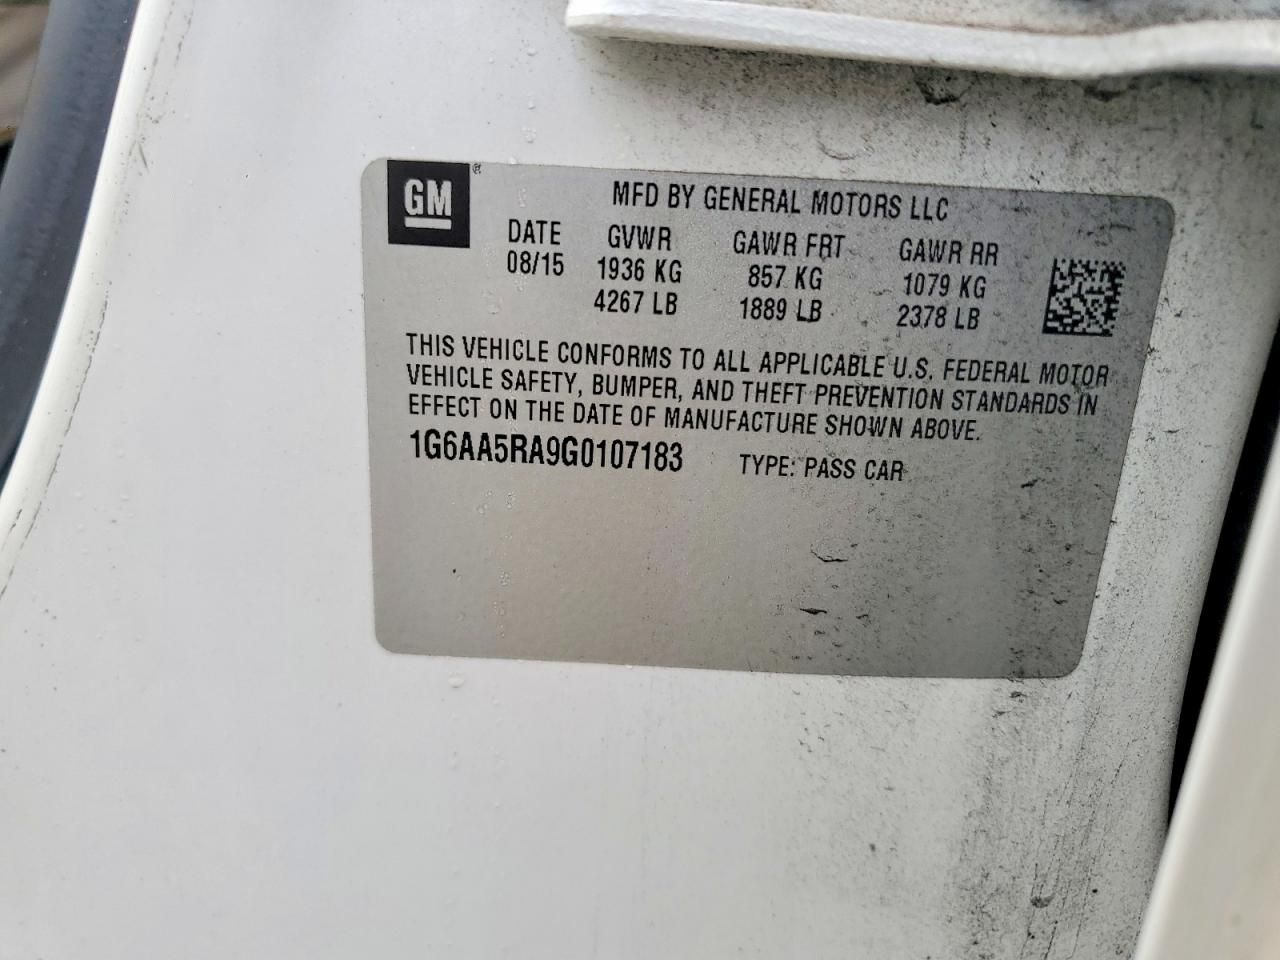 GM ®
MFD BY GENERAL MOTORS LLC
DATE GVWR GAWR FRT GAWR RR
08/15 1936 KG 857 KG 1079 KG
4267 LB 1889 LB 2378 LB
THIS VEHICLE CONFORMS TO ALL APPLICABLE U.S. FEDERAL MOTOR
VEHICLE SAFETY, BUMPER, AND THEFT PREVENTION STANDARDS IN
EFFECT ON THE DATE OF MANUFACTURE SHOWN ABOVE.
1G6AA5RA9G0107183 TYPE: PASS CAR